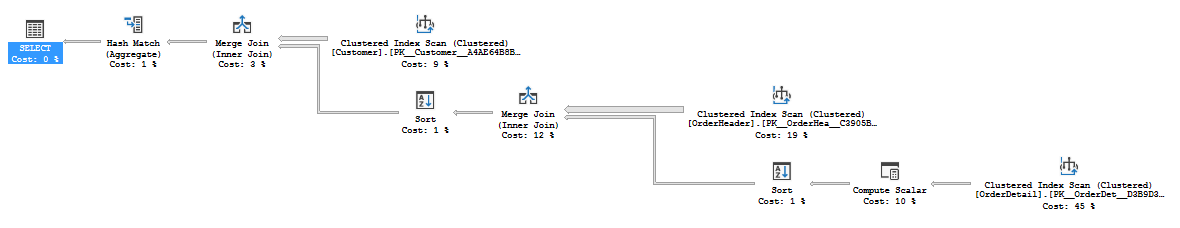 SELECT
Cost: 0 %
Hash Match
(Aggregate)
Cost: 1 %
Merge Join
(Inner Join)
Cost: 3 %
Clustered Index Scan (Clustered)
[Customer].[PK__Customer__A4AE64B8B…
Cost: 9 %
Sort
Cost: 1 %
Merge Join
(Inner Join)
Cost: 12 %
Clustered Index Scan (Clustered)
[OrderHeader].[PK__OrderHea__C3905B…
Cost: 19 %
Sort
Cost: 1 %
Compute Scalar
Cost: 10 %
Clustered Index Scan (Clustered)
[OrderDetail].[PK__OrderDet__D3B9D3…
Cost: 45 %